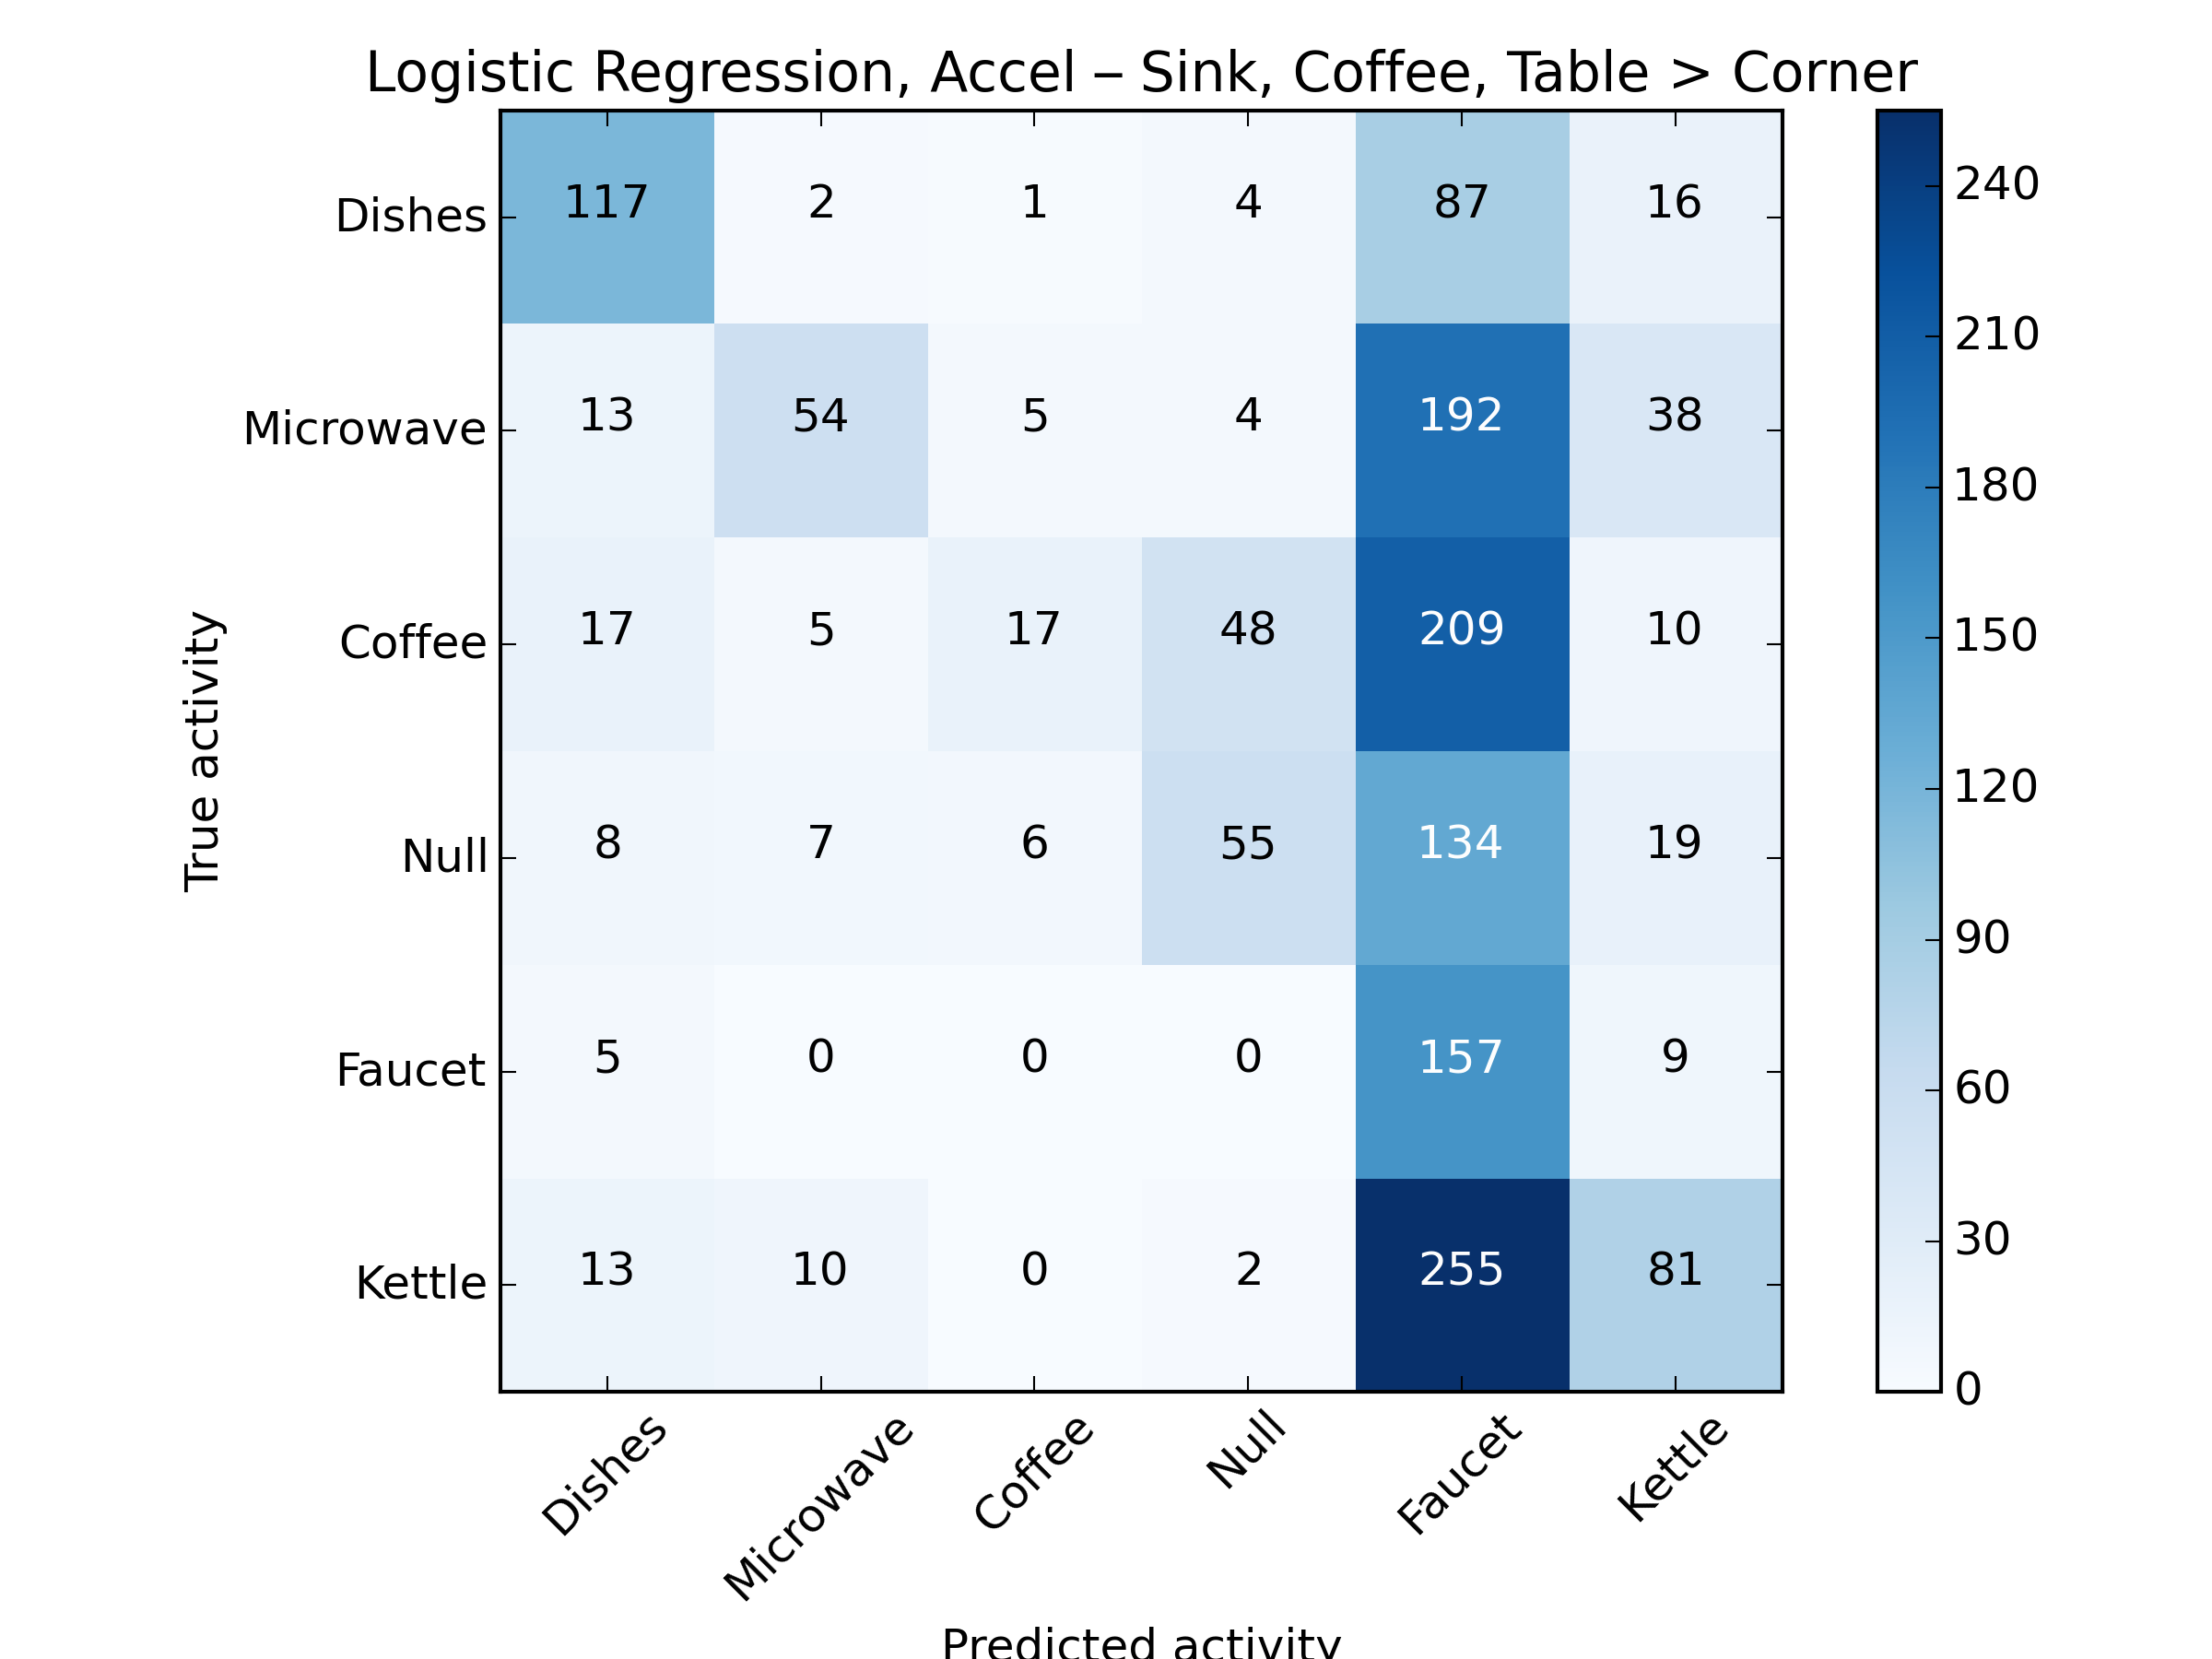 Logistic Regression, Accel – Sink, Coffee, Table > Corner
Dishes 117 2 1 4 87 16
Microwave 13 54 5 4 192 38
Coffee 17 5 17 48 209 10
Null 8 7 6 55 134 19
Faucet 5 0 0 0 157 9
Kettle 13 10 0 2 255 81
True activity
Dishes Microwave Coffee Null Faucet Kettle
Predicted activity
240
210
180
150
120
90
60
30
0